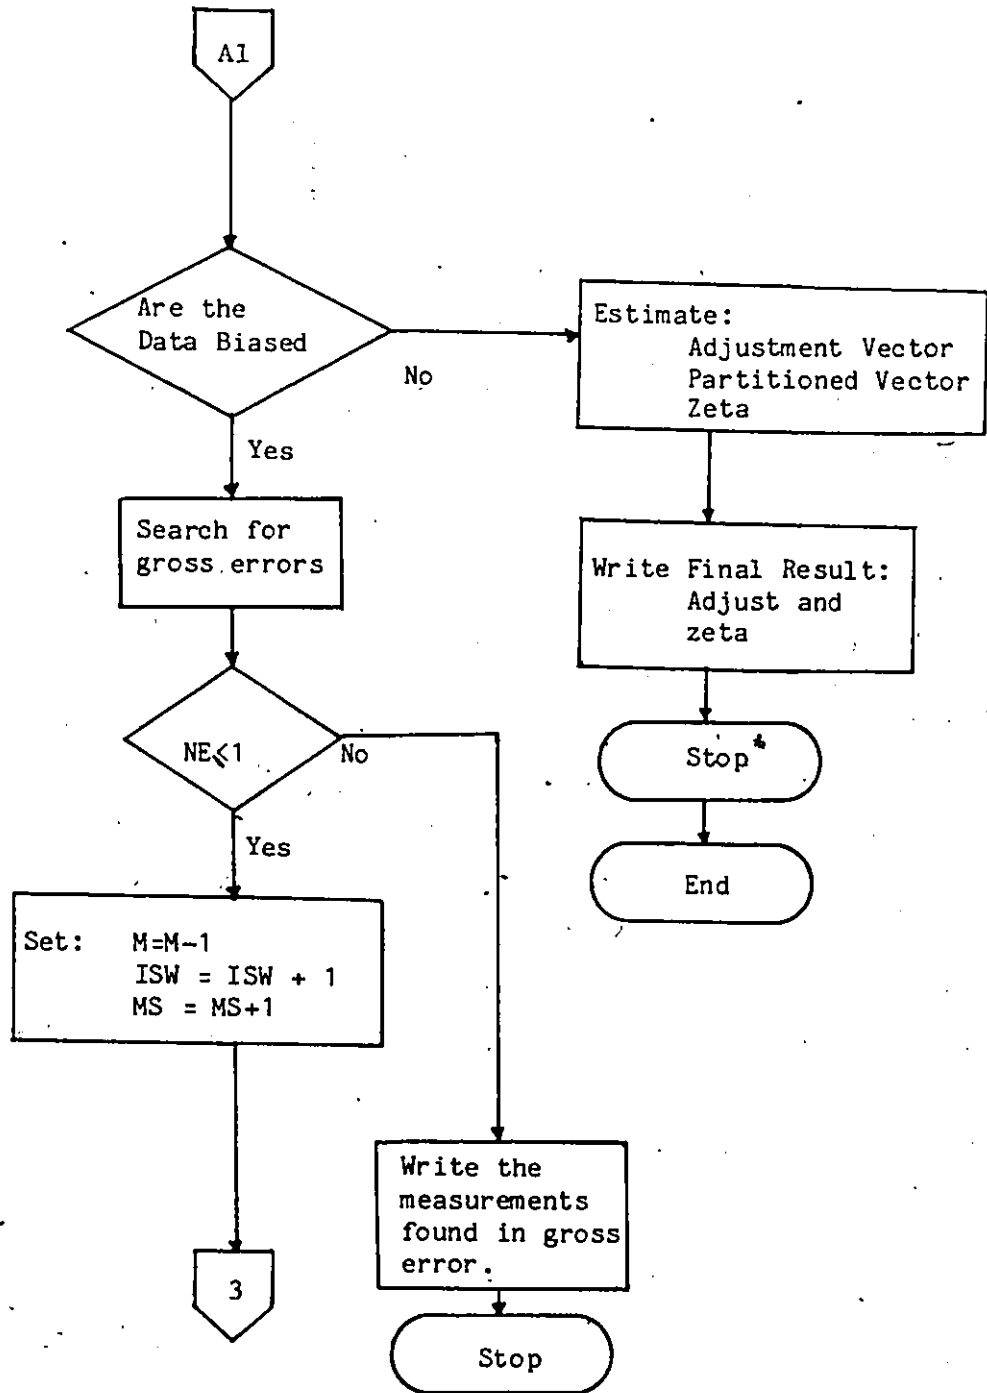 A1
Are the
Data Biased
No
Yes
Estimate:
Adjustment Vector
Partitioned Vector
Zeta
Search for
gross errors
Write Final Result:
Adjust and
zeta
NE≤1
No
Yes
Stop*
End
Set: M=M-1
ISW = ISW + 1
MS = MS+1
Write the
measurements
found in gross
error.
3
Stop